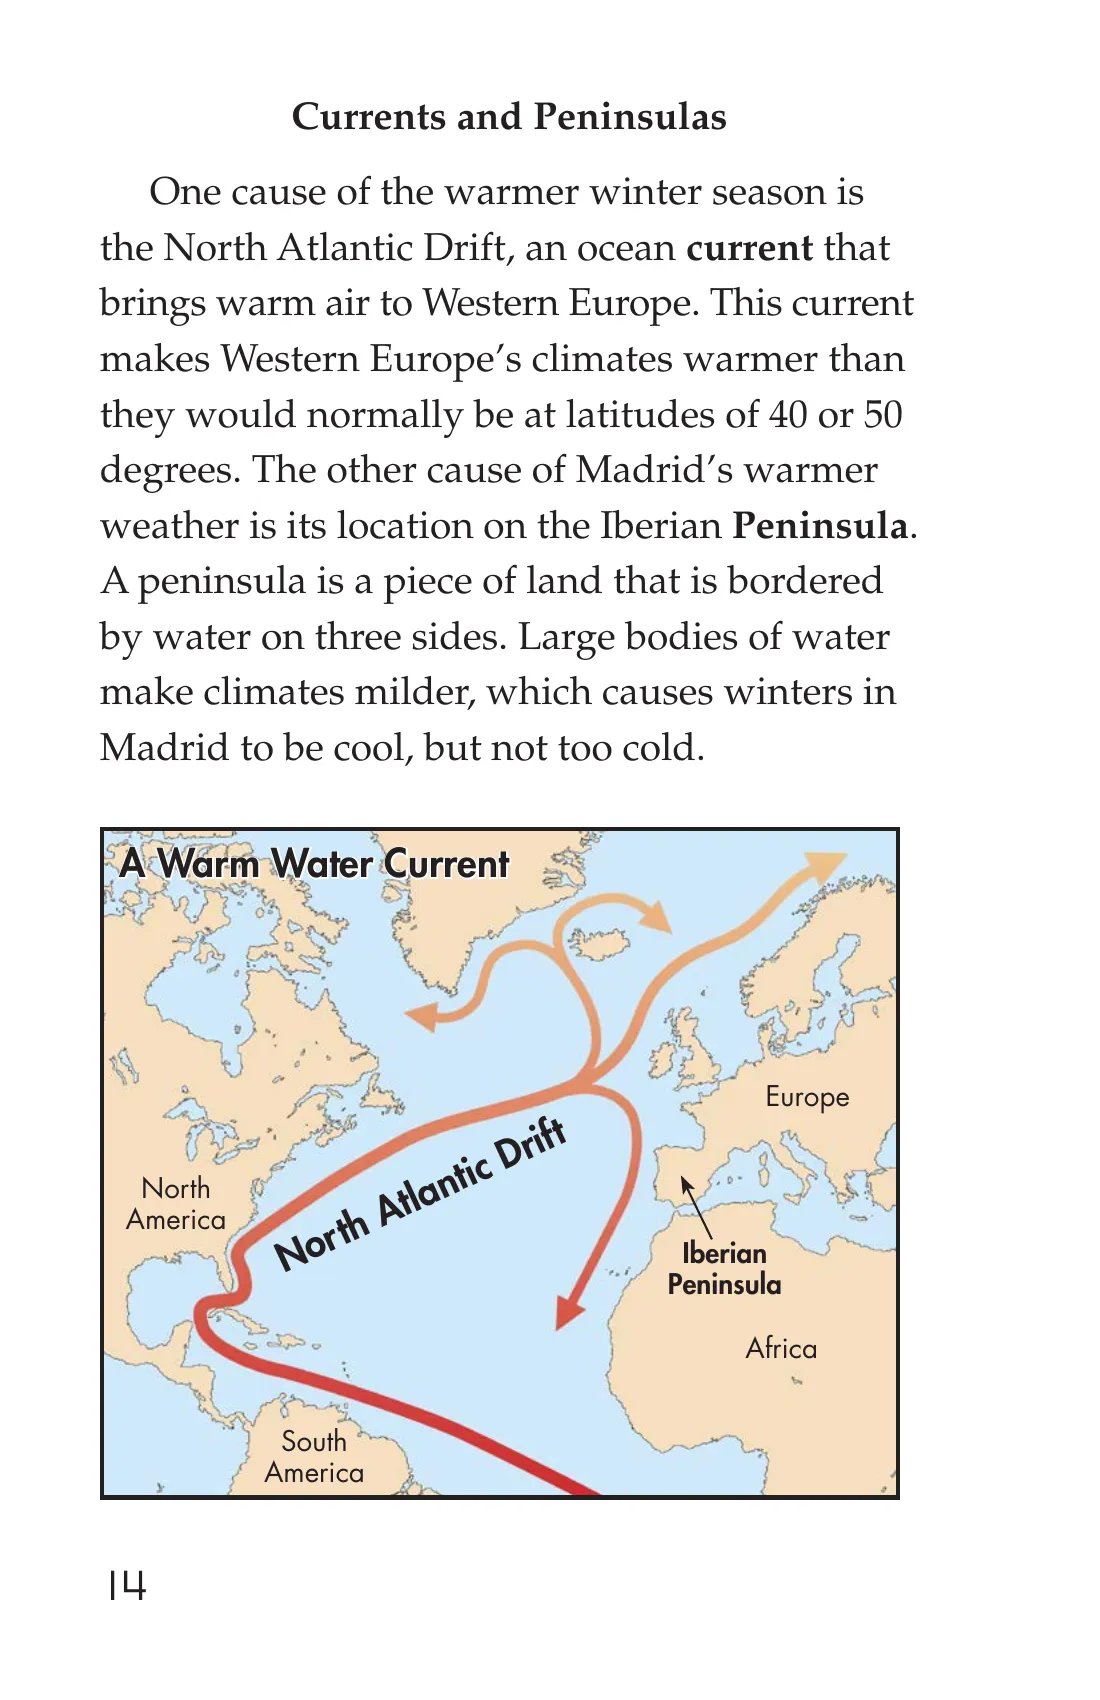 Currents and Peninsulas
One cause of the warmer winter season is
the North Atlantic Drift, an ocean current that
brings warm air to Western Europe. This current
makes Western Europe’s climates warmer than
they would normally be at latitudes of 40 or 50
degrees. The other cause of Madrid’s warmer
weather is its location on the Iberian Peninsula.
A peninsula is a piece of land that is bordered
by water on three sides. Large bodies of water
make climates milder, which causes winters in
Madrid to be cool, but not too cold.
A Warm Water Current
Europe
North Atlantic Drift
North
America
Iberian
Peninsula
Africa
South
America
14